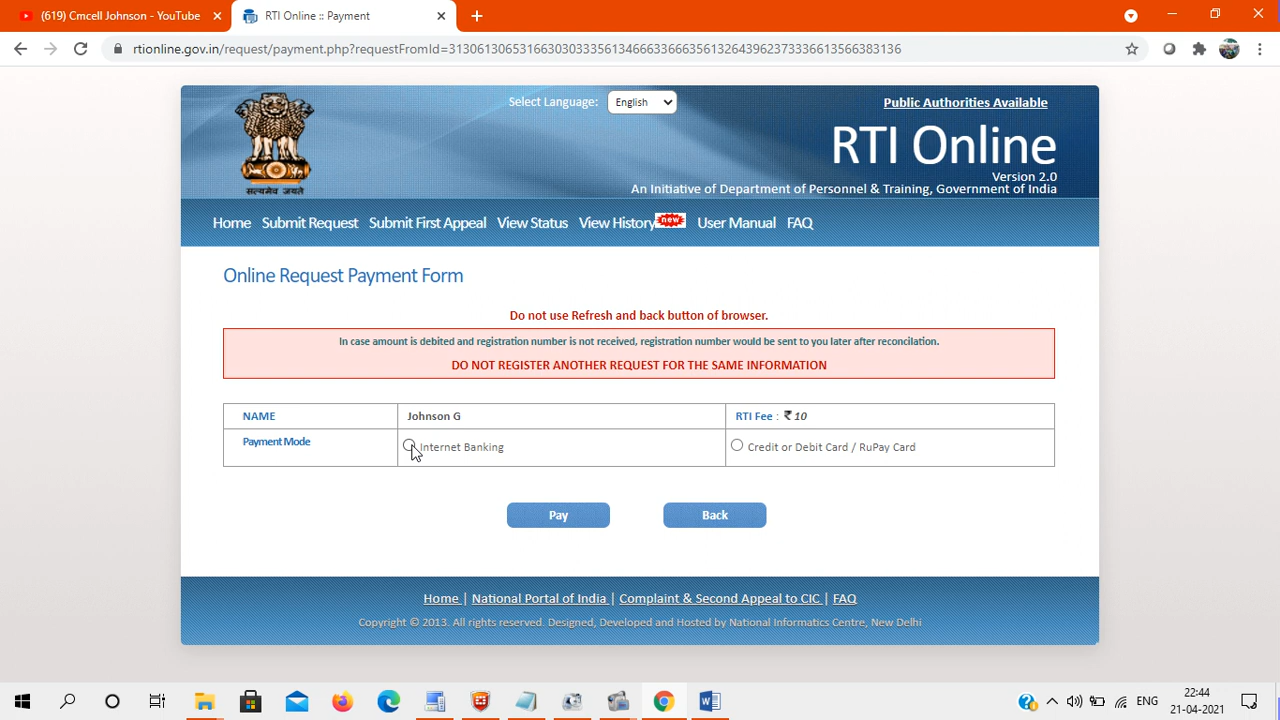 (619) Cmcell Johnson - YouTube
RTI Online :: Payment
rtionline.gov.in/request/payment.php?requestFromId=
Select Language: English
Public Authorities Available
RTI Online
Version 2.0
An Initiative of Department of Personnel & Training, Government of India
सत्यमेव जयते
Home Submit Request Submit First Appeal View Status View History new User Manual FAQ
Online Request Payment Form
Do not use Refresh and back button of browser.
In case amount is debited and registration number is not received, registration number would be sent to you later after reconcilation.
DO NOT REGISTER ANOTHER REQUEST FOR THE SAME INFORMATION
NAME Johnson G RTI Fee : ₹ 10
Payment Mode Internet Banking Credit or Debit Card / RuPay Card
Pay Back
Home | National Portal of India | Complaint & Second Appeal to CIC | FAQ
Copyright © 2013. All rights reserved. Designed, Developed and Hosted by National Informatics Centre, New Delhi
ENG
22:44
21-04-2021